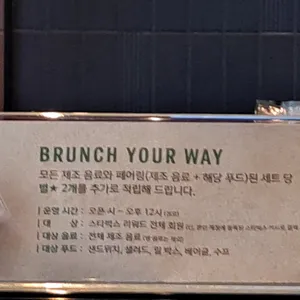 BRUNCH YOUR WAY
모든 제조 음료와 페어링(제조 음료 + 해당 푸드)된 세트 당
별★ 2개를 추가로 적립해 드립니다.
| 운영 시간 : 오픈시 ~ 오후 12시
| 대 상 : 스타벅스 리워드 전체 회원
| 대상 음료 : 전체 제조 음료
| 대상 푸드 : 샌드위치, 샐러드, 밀 박스, 베이글, 수프